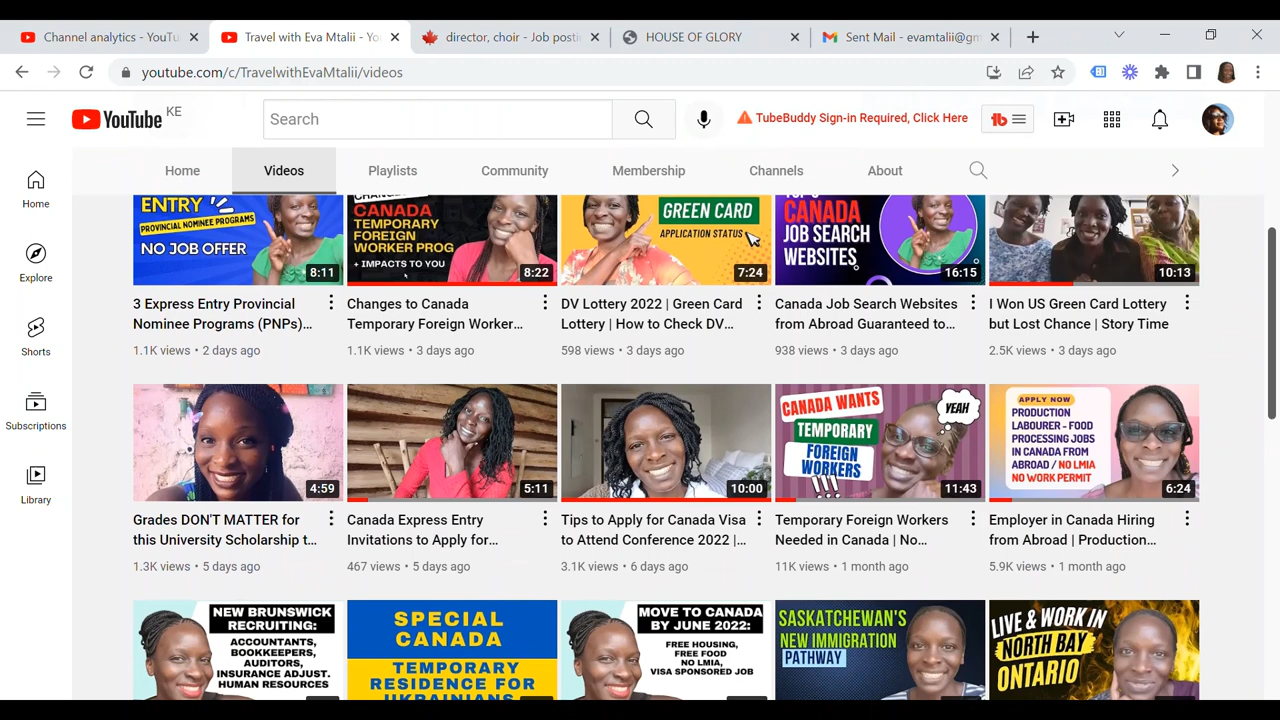 Channel analytics - YouTu
Travel with Eva Mtalii - Yo
director, choir - Job posti
HOUSE OF GLORY
Sent Mail - evamtalii@gm
youtube.com/c/TravelwithEvaMtalii/videos
YouTube KE
Search
TubeBuddy Sign-in Required, Click Here
tb
Home
Videos
Playlists
Community
Membership
Channels
About
Home
Explore
Shorts
Subscriptions
Library
ENTRY
PROVINCIAL NOMINEE PROGRAMS
NO JOB OFFER
8:11
3 Express Entry Provincial
Nominee Programs (PNPs)...
1.1K views • 2 days ago
CANADA
TEMPORARY
FOREIGN
WORKER PROG
+ IMPACTS TO YOU
8:22
Changes to Canada
Temporary Foreign Worker...
1.1K views • 3 days ago
GREEN CARD
APPLICATION STATUS
7:24
DV Lottery 2022 | Green Card
Lottery | How to Check DV...
598 views • 3 days ago
CANADA
JOB SEARCH
WEBSITES
16:15
Canada Job Search Websites
from Abroad Guaranteed to...
938 views • 3 days ago
10:13
I Won US Green Card Lottery
but Lost Chance | Story Time
2.5K views • 3 days ago
4:59
Grades DON'T MATTER for
this University Scholarship t...
1.3K views • 5 days ago
5:11
Canada Express Entry
Invitations to Apply for...
467 views • 5 days ago
10:00
Tips to Apply for Canada Visa
to Attend Conference 2022 |...
3.1K views • 6 days ago
CANADA WANTS
TEMPORARY
FOREIGN
WORKERS
!!!
YEAH
11:43
Temporary Foreign Workers
Needed in Canada | No...
11K views • 1 month ago
APPLY NOW
PRODUCTION
LABOURER - FOOD
PROCESSING JOBS
IN CANADA FROM
ABROAD / NO LMIA
NO WORK PERMIT
6:24
Employer in Canada Hiring
from Abroad | Production...
5.9K views • 1 month ago
NEW BRUNSWICK
RECRUITING:
ACCOUNTANTS,
BOOKKEEPERS,
AUDITORS,
INSURANCE ADJUST.
HUMAN RESOURCES
SPECIAL
CANADA
TEMPORARY
RESIDENCE FOR
UKRAINIANS
MOVE TO CANADA
BY JUNE 2022:
FREE HOUSING,
FREE FOOD
NO LMIA,
VISA SPONSORED JOB
SASKATCHEWAN'S
NEW IMMIGRATION
PATHWAY
LIVE & WORK IN
NORTH BAY
ONTARIO